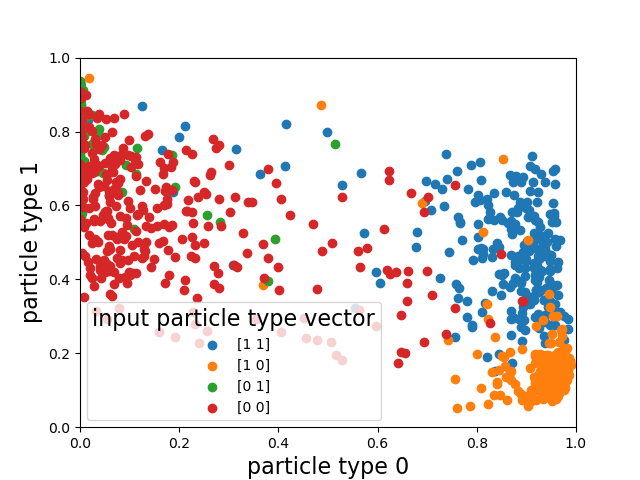 1.0
0.8
0.6
0.4
0.2
0.0
particle type 1
input particle type vector
[1 1]
[1 0]
[0 1]
[0 0]
0.0 0.2 0.4 0.6 0.8 1.0
particle type 0